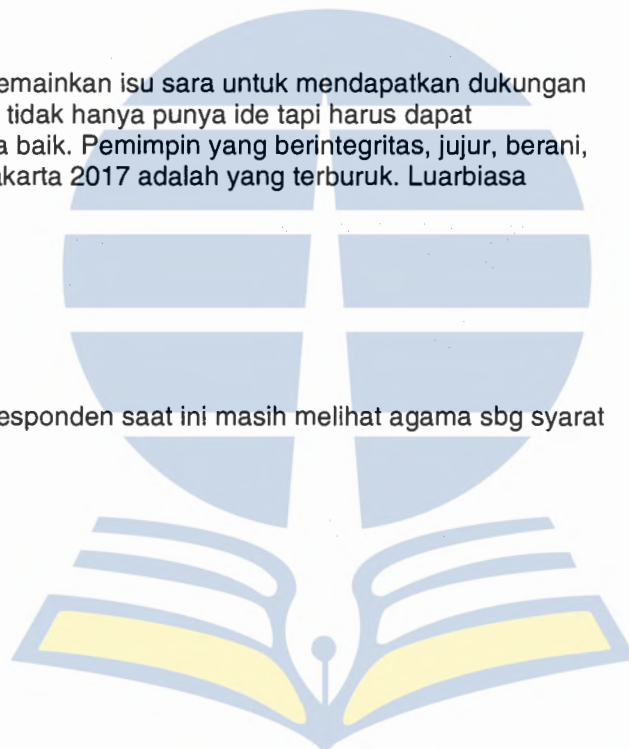 emainkan isu sara untuk mendapatkan dukungan
tidak hanya punya ide tapi harus dapat
a baik. Pemimpin yang berintegritas, jujur, berani,
akarta 2017 adalah yang terburuk. Luarbiasa
esponden saat ini masih melihat agama sbg syarat